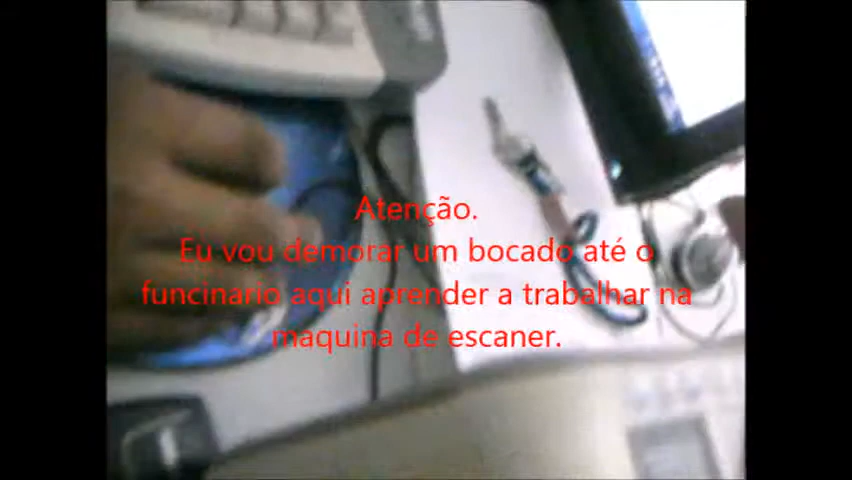 Atenção.
Eu vou demorar um bocado até o
funcinario aqui aprender a trabalhar na
maquina de escaner.